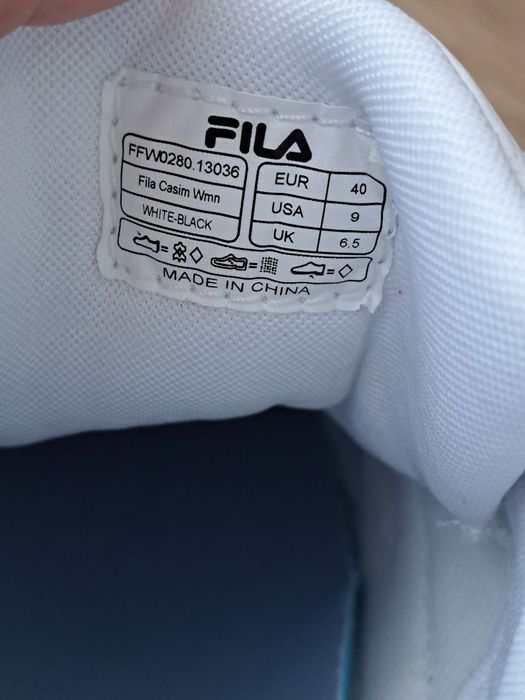 FILA
FFW0280.13036
Fila Casim Wmn
WHITE-BLACK
EUR 40
USA 9
UK 6.5
MADE IN CHINA